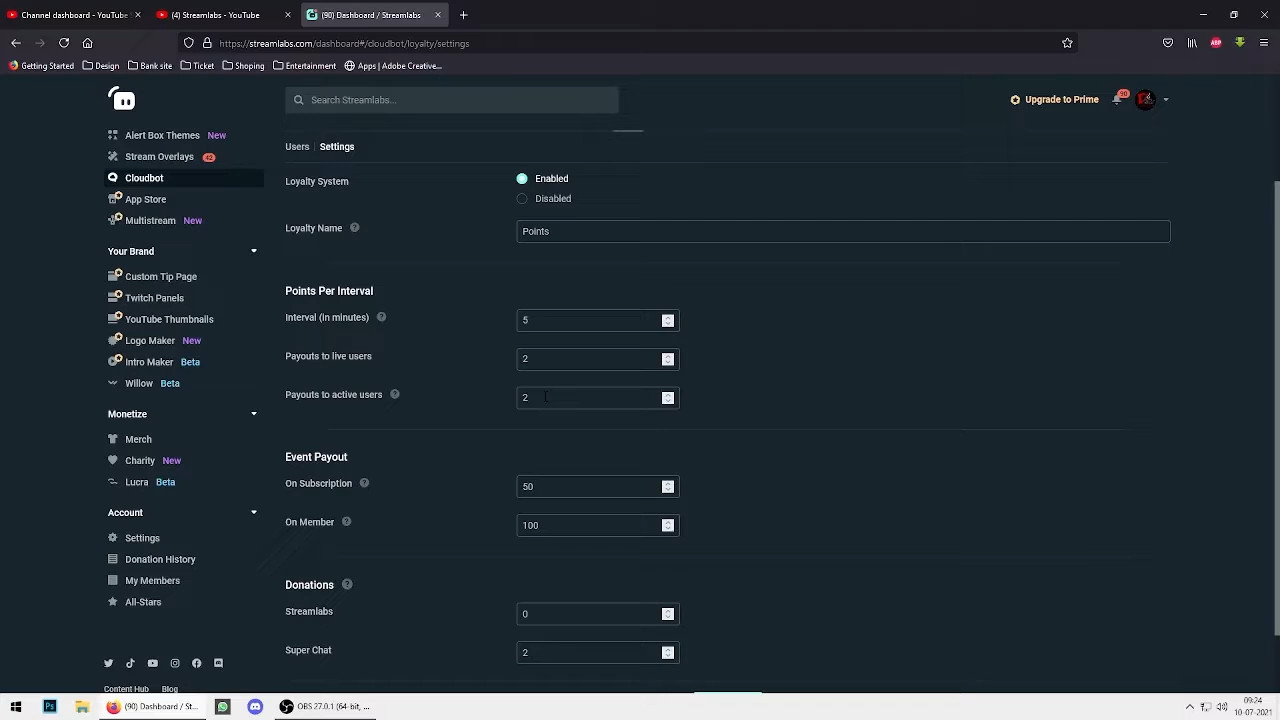 Channel dashboard - YouTube
(4) Streamlabs - YouTube
(90) Dashboard / Streamlabs
https://streamlabs.com/dashboard#/cloudbot/loyalty/settings
Getting Started
Design
Bank site
Ticket
Shoping
Entertainment
Apps | Adobe Creative...
Search Streamlabs...
Upgrade to Prime
90
Alert Box Themes New
Stream Overlays 42
Cloudbot
App Store
Multistream New
Your Brand
Custom Tip Page
Twitch Panels
YouTube Thumbnails
Logo Maker New
Intro Maker Beta
Willow Beta
Monetize
Merch
Charity New
Lucra Beta
Account
Settings
Donation History
My Members
All-Stars
Content Hub Blog
Users Settings
Loyalty System
Enabled
Disabled
Loyalty Name ?
Points
Points Per Interval
Interval (in minutes) ?
5
Payouts to live users
2
Payouts to active users ?
2
Event Payout
On Subscription ?
50
On Member ?
100
Donations ?
Streamlabs
0
Super Chat
2
Ps
(90) Dashboard / St...
OBS 27.0.1 (64-bit, ...
09:24
10-07-2021